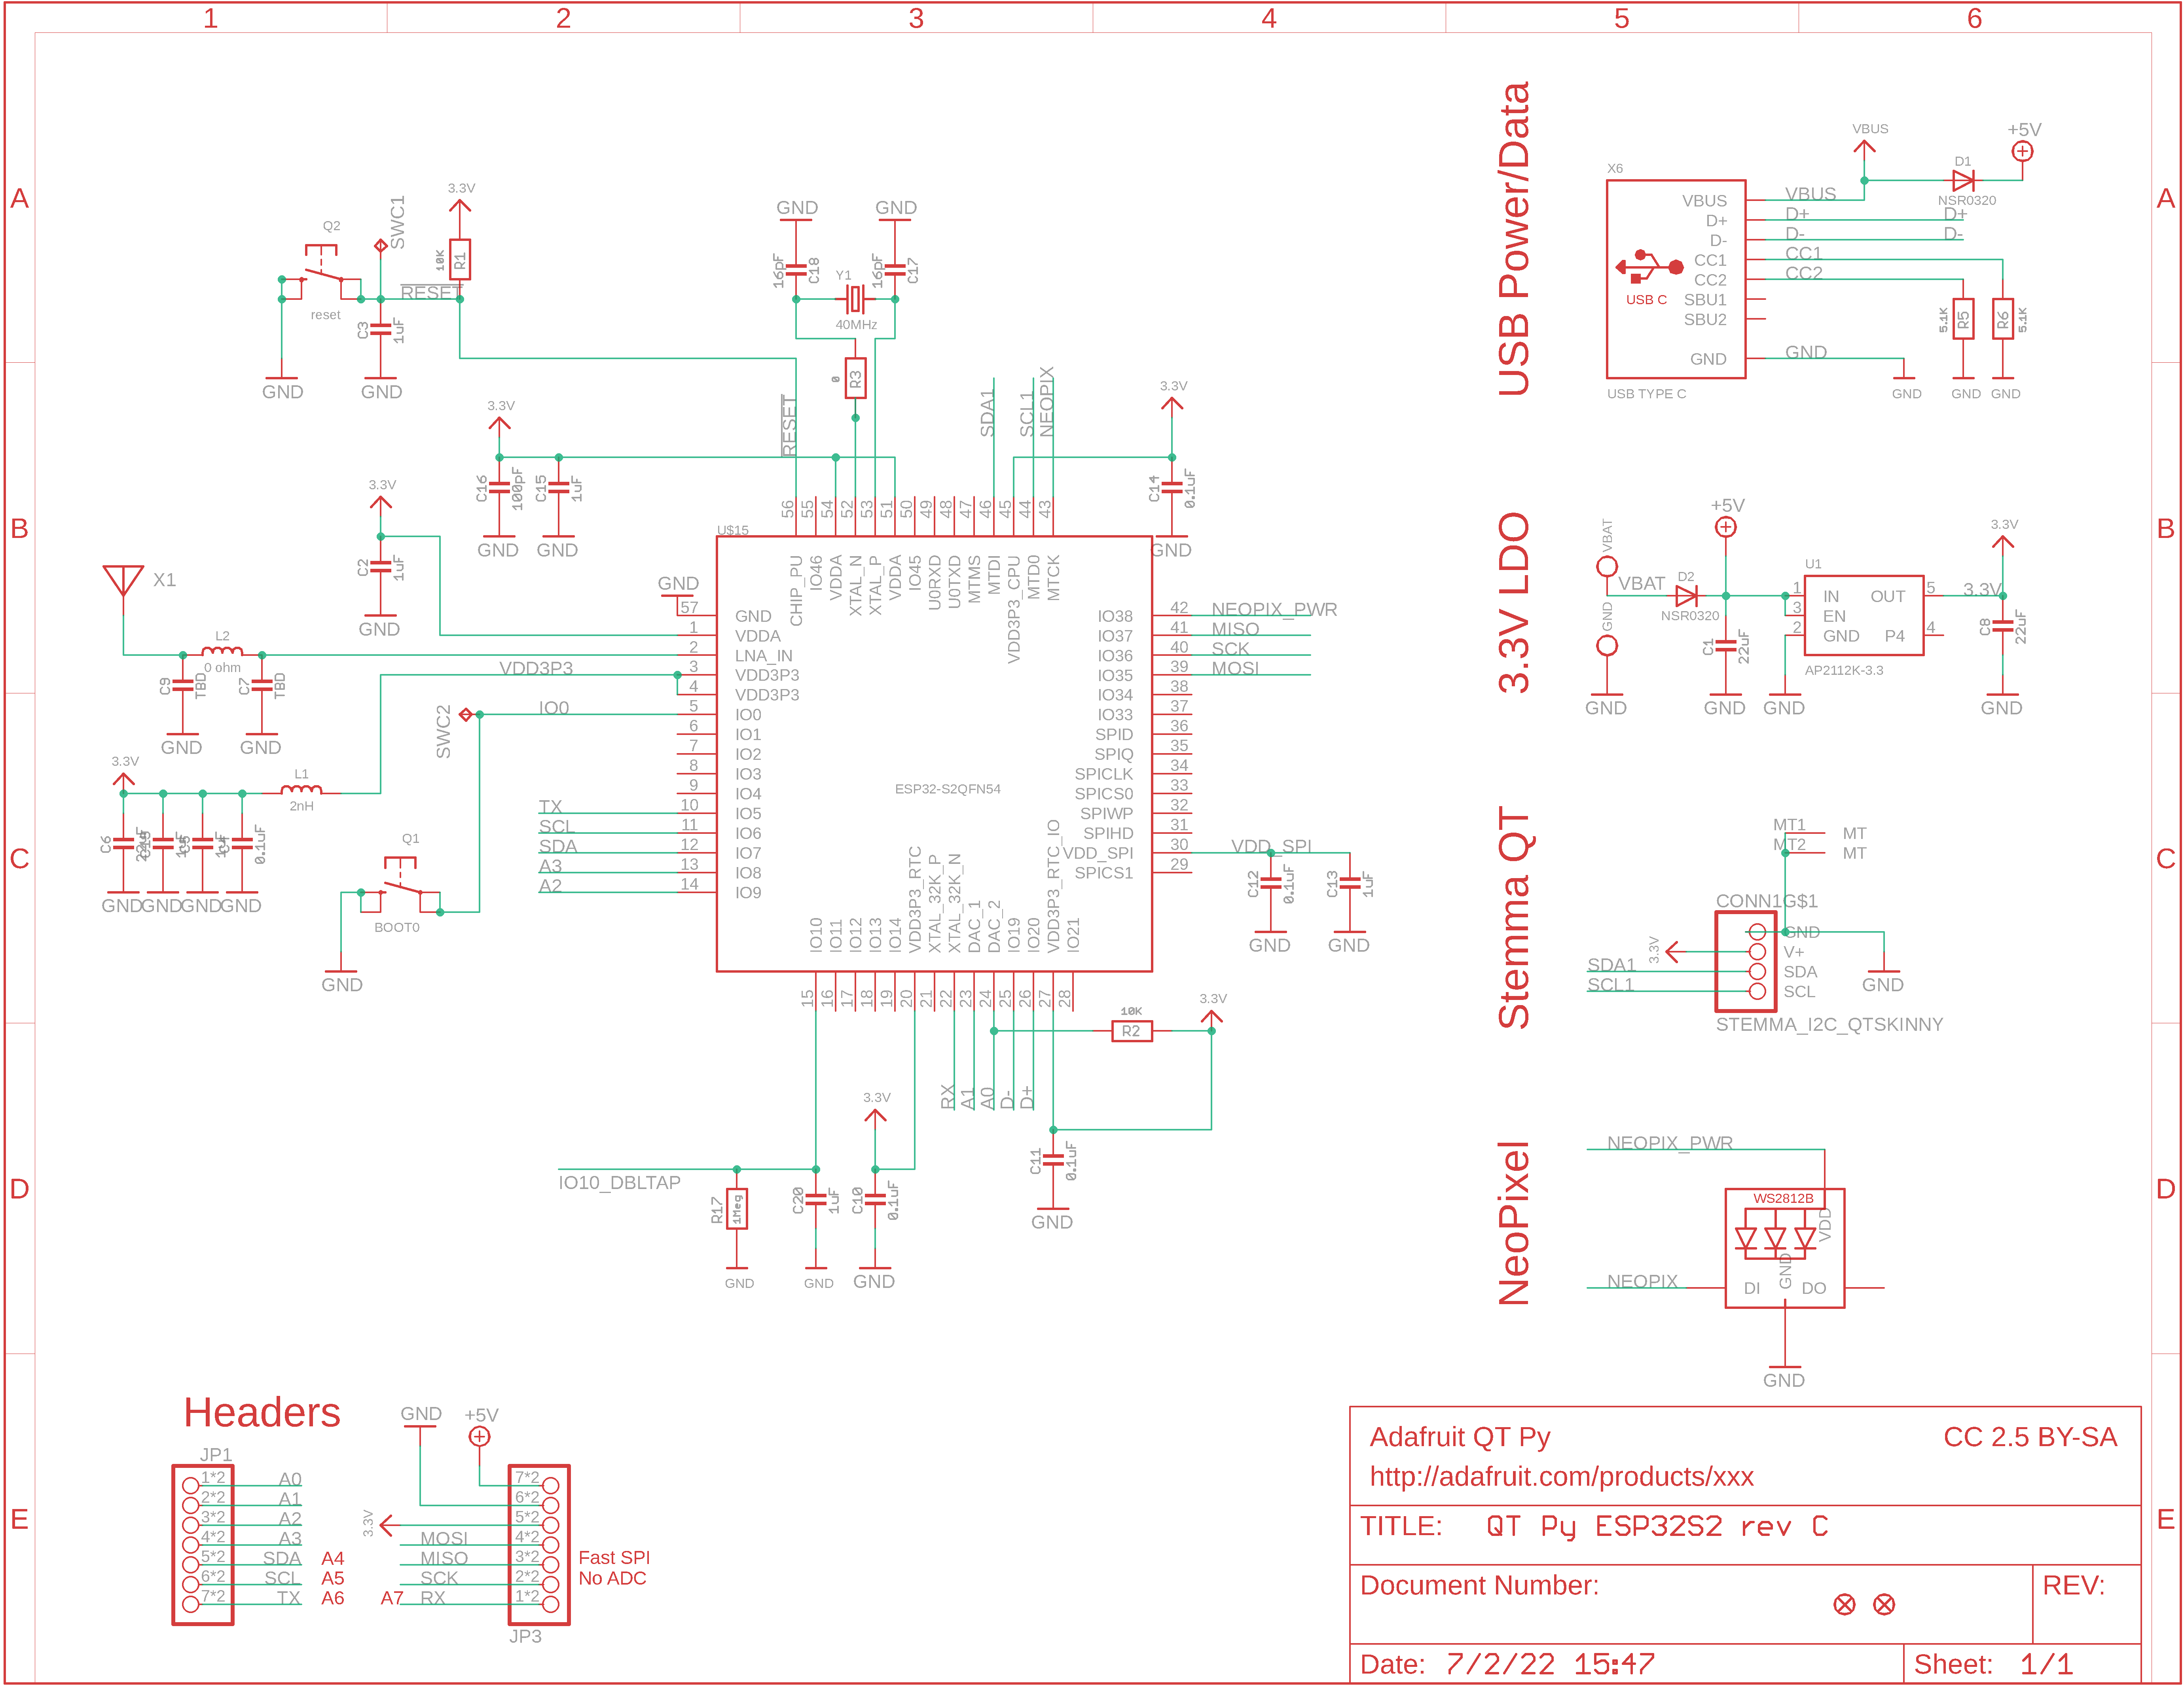 1 2 3 4 5 6
A
B
C
D
E
A
B
C
D
E
Q2
reset
GND
SWC1
3.3V
10K
R1
RESET
C3
1uF
GND
GND
GND
16pF
C18
16pF
C17
Y1
40MHz
0
R3
RESET
3.3V
C16
100pF
C15
1uF
GND
GND
SDA1
SCL1
NEOPIX
3.3V
C14
0.1uF
GND
3.3V
C2
1uF
GND
X1
L2
0 ohm
C9
TBD
C7
TBD
GND
GND
VDD3P3
SWC2
IO0
3.3V
L1
2nH
C6
0.1uF
GND
GND
GND
GND
Q1
BOOT0
GND
TX
SCL
SDA
A3
A2
U$15
ESP32-S2QFN54
GND
57 GND
1 VDDA
2 LNA_IN
3 VDD3P3
4 VDD3P3
5 IO0
6 IO1
7 IO2
8 IO3
9 IO4
10 IO5
11 IO6
12 IO7
13 IO8
14 IO9
56 CHIP_PU
55 IO46
54 VDDA
52 XTAL_N
53 XTAL_P
51 VDDA
50 IO45
49 U0RXD
48 U0TXD
47 MTMS
46 MTDI
45 VDD3P3_CPU
44 MTD0
43 MTCK
IO38 42 NEOPIX_PWR
IO37 41 MISO
IO36 40 SCK
IO35 39 MOSI
IO34 38
IO33 37
SPID 36
SPIQ 35
SPICLK 34
SPICS0 33
SPIWP 32
SPIHD 31
VDD_SPI 30 VDD_SPI
SPICS1 29
C12
0.1uF
C13
1uF
GND
GND
15 IO10
16 IO11
17 IO12
18 IO13
19 IO14
20 VDD3P3_RTC
21 XTAL_32K_P
22 XTAL_32K_N
23 DAC_1
24 DAC_2
25 IO19
26 IO20
27 VDD3P3_RTC_IO
28 IO21
RX
A1
A0
D-
D+
10K
R2
3.3V
C11
0.1uF
GND
IO10_DBLTAP
R17
1Meg
GND
C20
1uF
GND
3.3V
C10
0.1uF
GND
USB Power/Data
X6
USB C
USB TYPE C
VBUS VBUS
D+ D+ D+
D- D- D-
CC1 CC1
CC2 CC2
SBU1
SBU2
GND GND
VBUS
D1
NSR0320
+5V
5.1K
R5
R6
5.1K
GND GND GND
3.3V LDO
VBAT
GND
VBAT
GND
D2
NSR0320
+5V
C1
22uF
GND
GND
U1
1 IN OUT 5
3 EN
2 GND P4 4
AP2112K-3.3
3.3V
3.3V
C8
22uF
GND
Stemma QT
MT1 MT
MT2 MT
CONN1G$1
GND
V+
SDA
SCL
3.3V
SDA1
SCL1
GND
STEMMA_I2C_QTSKINNY
NeoPixel
NEOPIX_PWR
WS2812B
VDD
GND
DI DO
NEOPIX
GND
Headers
JP1
1*2 A0
2*2 A1
3*2 A2
4*2 A3
5*2 SDA A4
6*2 SCL A5
7*2 TX A6
GND
+5V
3.3V
7*2
6*2
5*2
MOSI 4*2
MISO 3*2
SCK 2*2
A7 RX 1*2
JP3
Fast SPI
No ADC
Adafruit QT Py CC 2.5 BY-SA
http://adafruit.com/products/xxx
TITLE: QT Py ESP32S2 rev C
Document Number: REV:
Date: 7/2/22 15:47 Sheet: 1/1